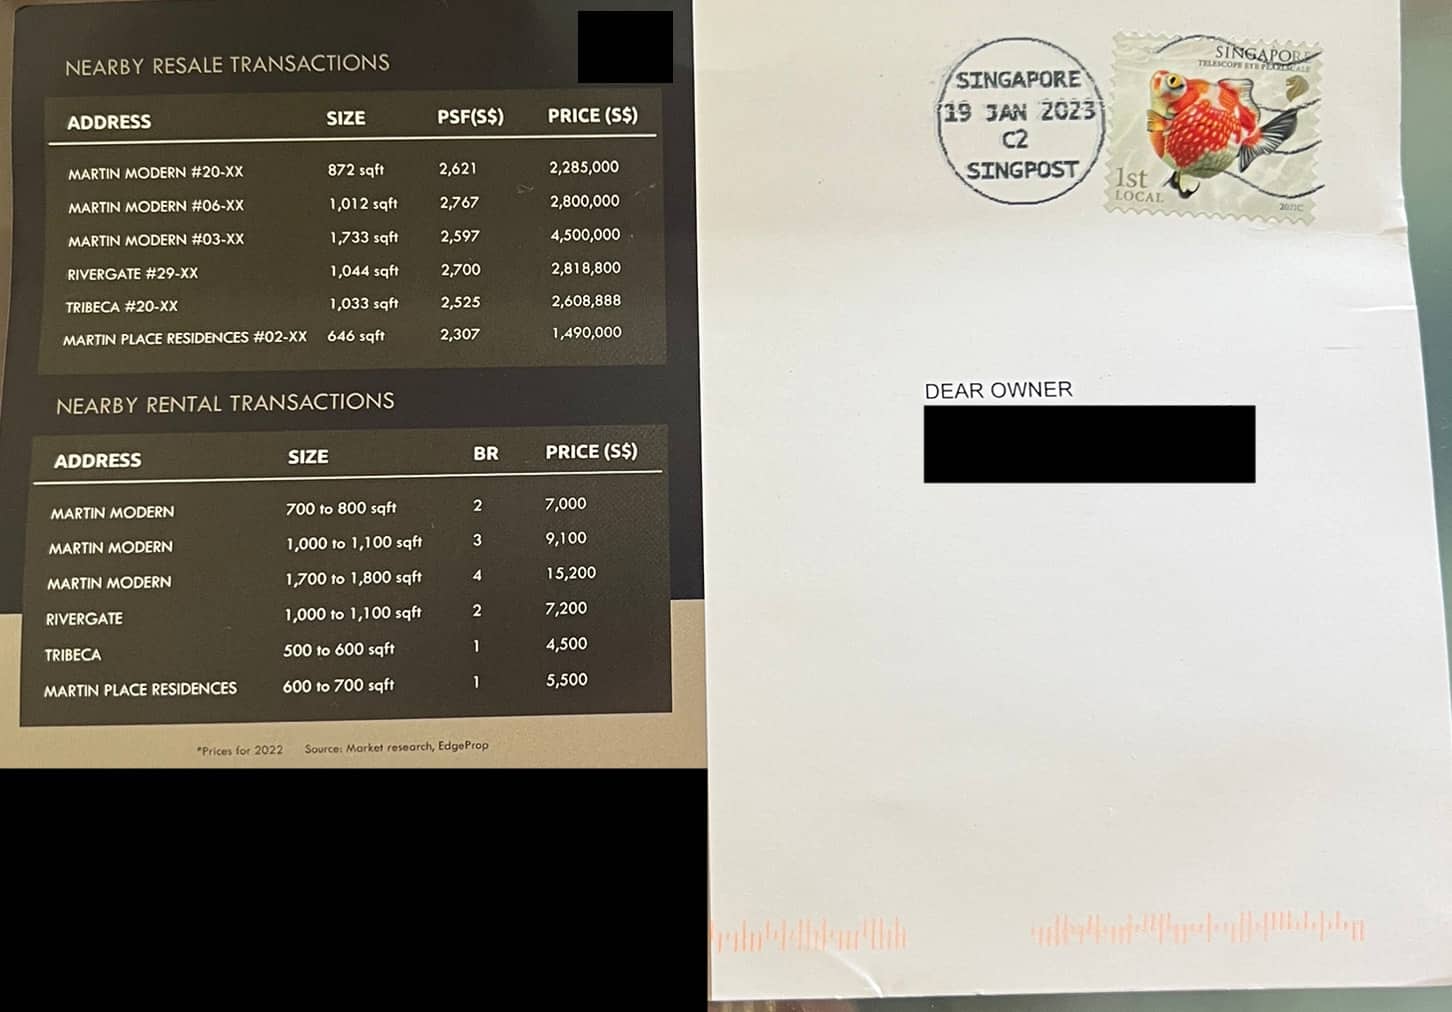 NEARBY RESALE TRANSACTIONS
ADDRESS SIZE PSF(S$) PRICE (S$)
MARTIN MODERN #20-XX 872 sqft 2,621 2,285,000
MARTIN MODERN #06-XX 1,012 sqft 2,767 2,800,000
MARTIN MODERN #03-XX 1,733 sqft 2,597 4,500,000
RIVERGATE #29-XX 1,044 sqft 2,700 2,818,800
TRIBECA #20-XX 1,033 sqft 2,525 2,608,888
MARTIN PLACE RESIDENCES #02-XX 646 sqft 2,307 1,490,000
NEARBY RENTAL TRANSACTIONS
ADDRESS SIZE BR PRICE (S$)
MARTIN MODERN 700 to 800 sqft 2 7,000
MARTIN MODERN 1,000 to 1,100 sqft 3 9,100
MARTIN MODERN 1,700 to 1,800 sqft 4 15,200
RIVERGATE 1,000 to 1,100 sqft 2 7,200
TRIBECA 500 to 600 sqft 1 4,500
MARTIN PLACE RESIDENCES 600 to 700 sqft 1 5,500
*Prices for 2022 Source: Market research, EdgeProp
SINGAPORE
19 JAN 2023
C2
SINGPOST
SINGAPORE
TELESCOPE EYE PEARLSCALE
1st
LOCAL
DEAR OWNER